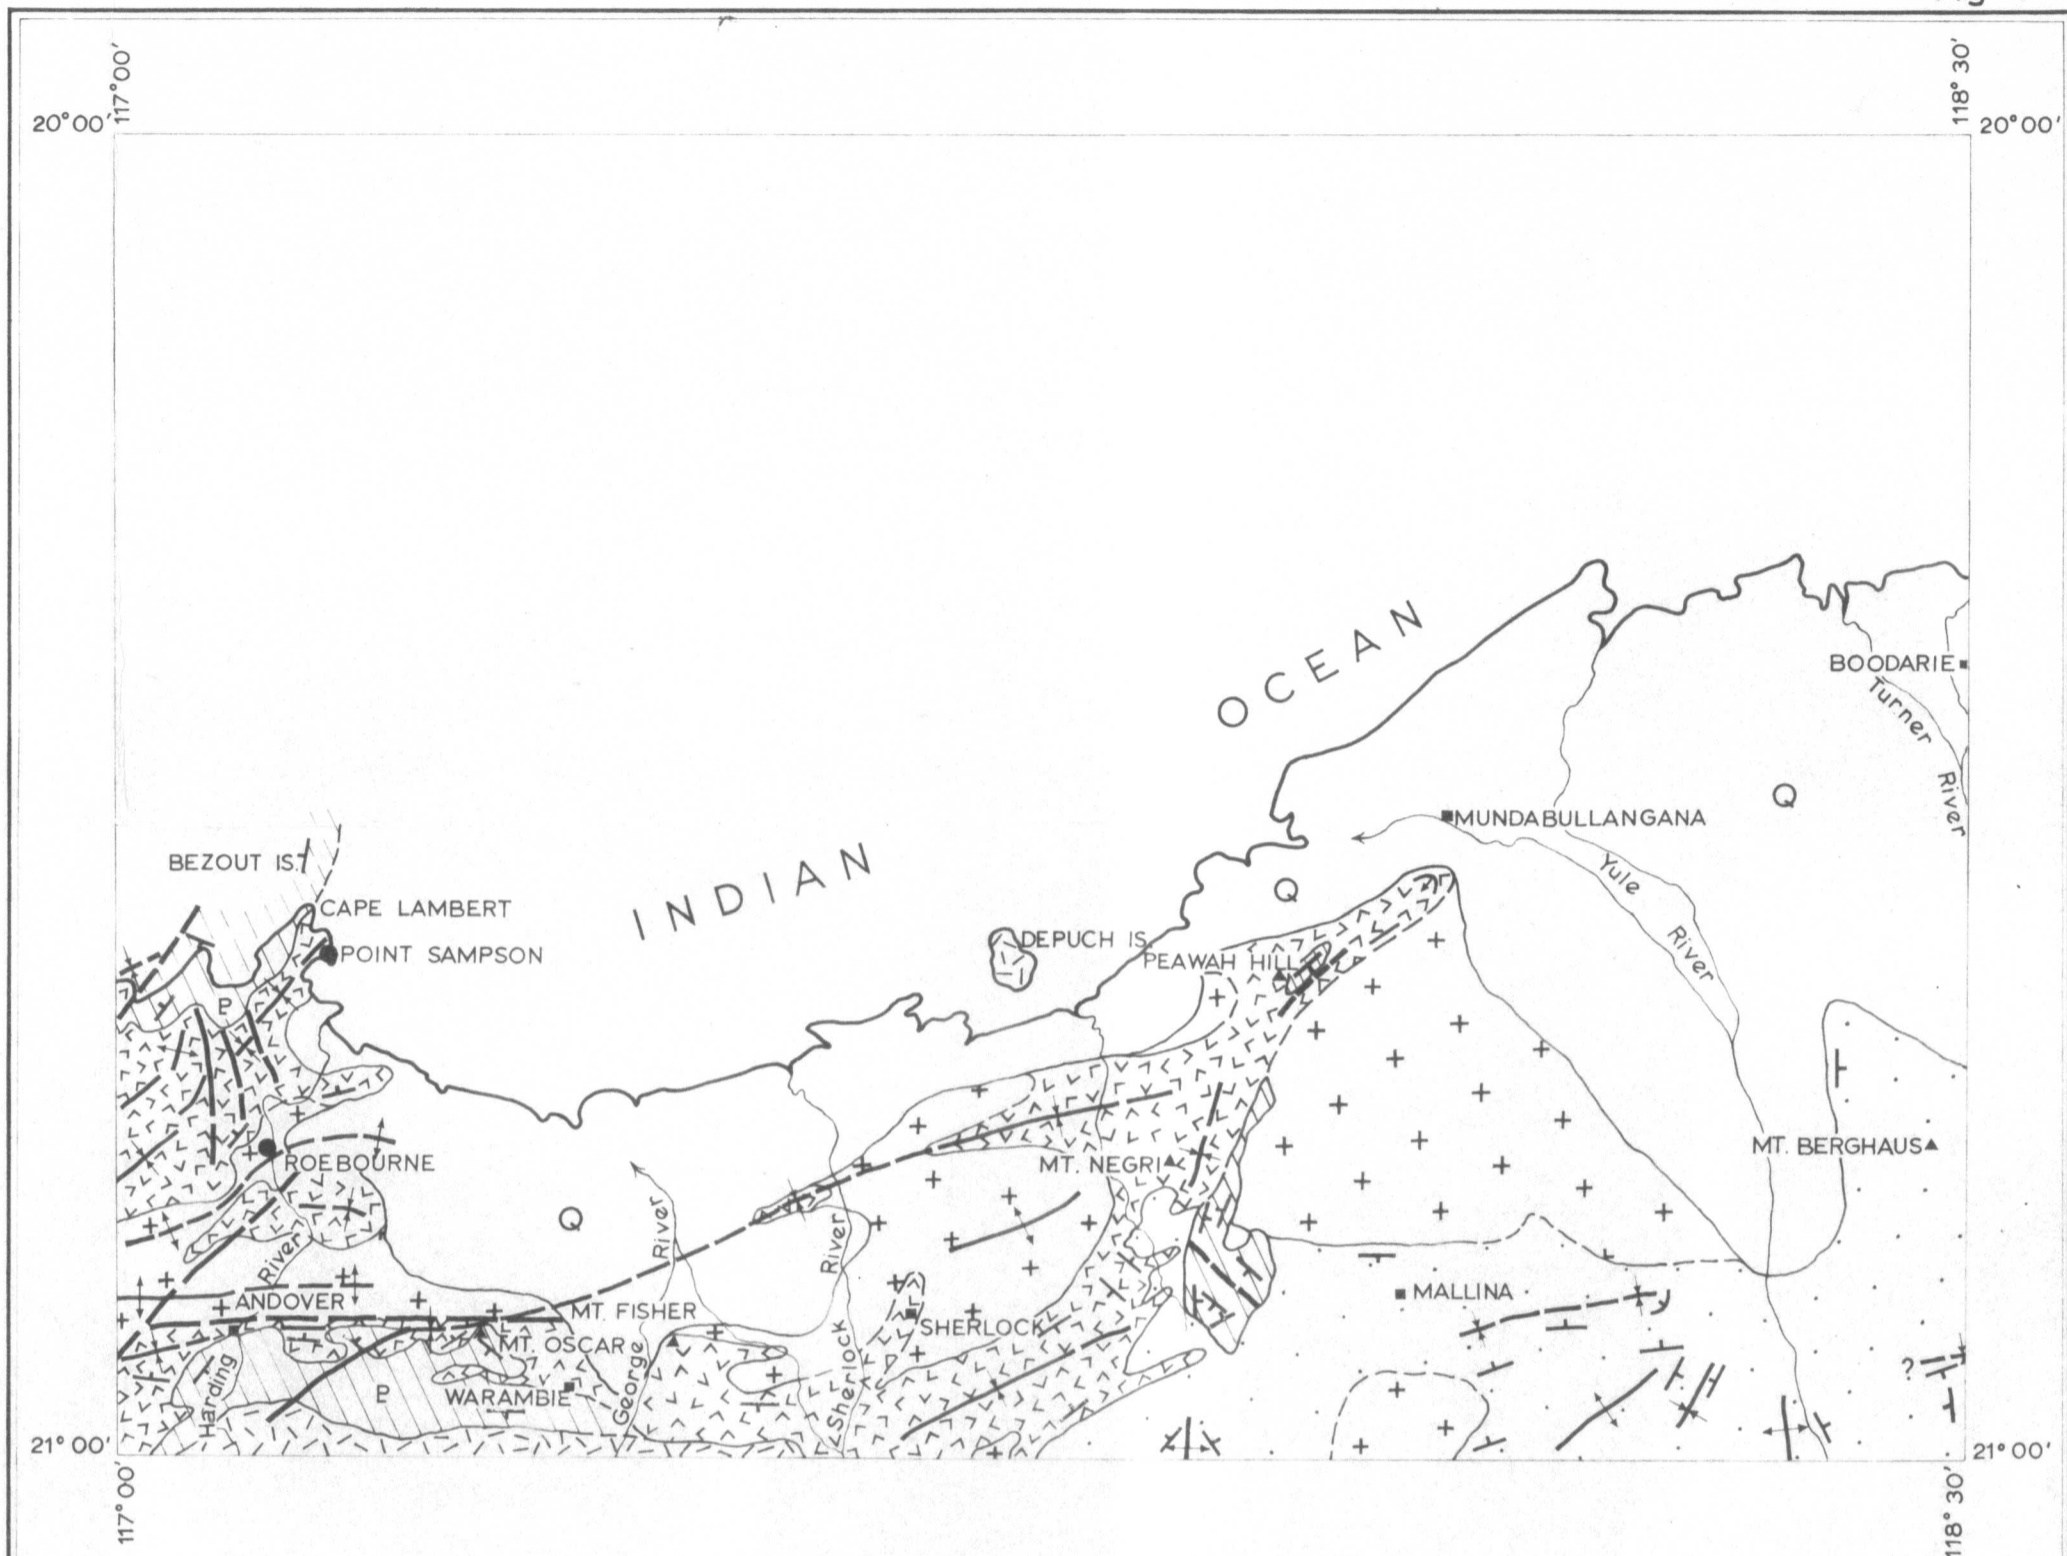 117°00'
118° 30'
20°00'
20°00'
OCEAN
BOODARIE
Turner
River
Q
MUNDABULLANGANA
INDIAN
BEZOUT IS.
Yule
River
Q
CAPE LAMBERT
DEPUCH IS.
POINT SAMPSON
PEAWAH HILL
P
MT. BERGHAUS
ROEBOURNE
MT. NEGRI
Q
River
River
River
MALLINA
ANDOVER
MT. FISHER
SHERLOCK
MT. OSCAR
?
Harding
P
WARAMBIE
George
Sherlock
21° 00'
21° 00'
117° 00'
118° 30'